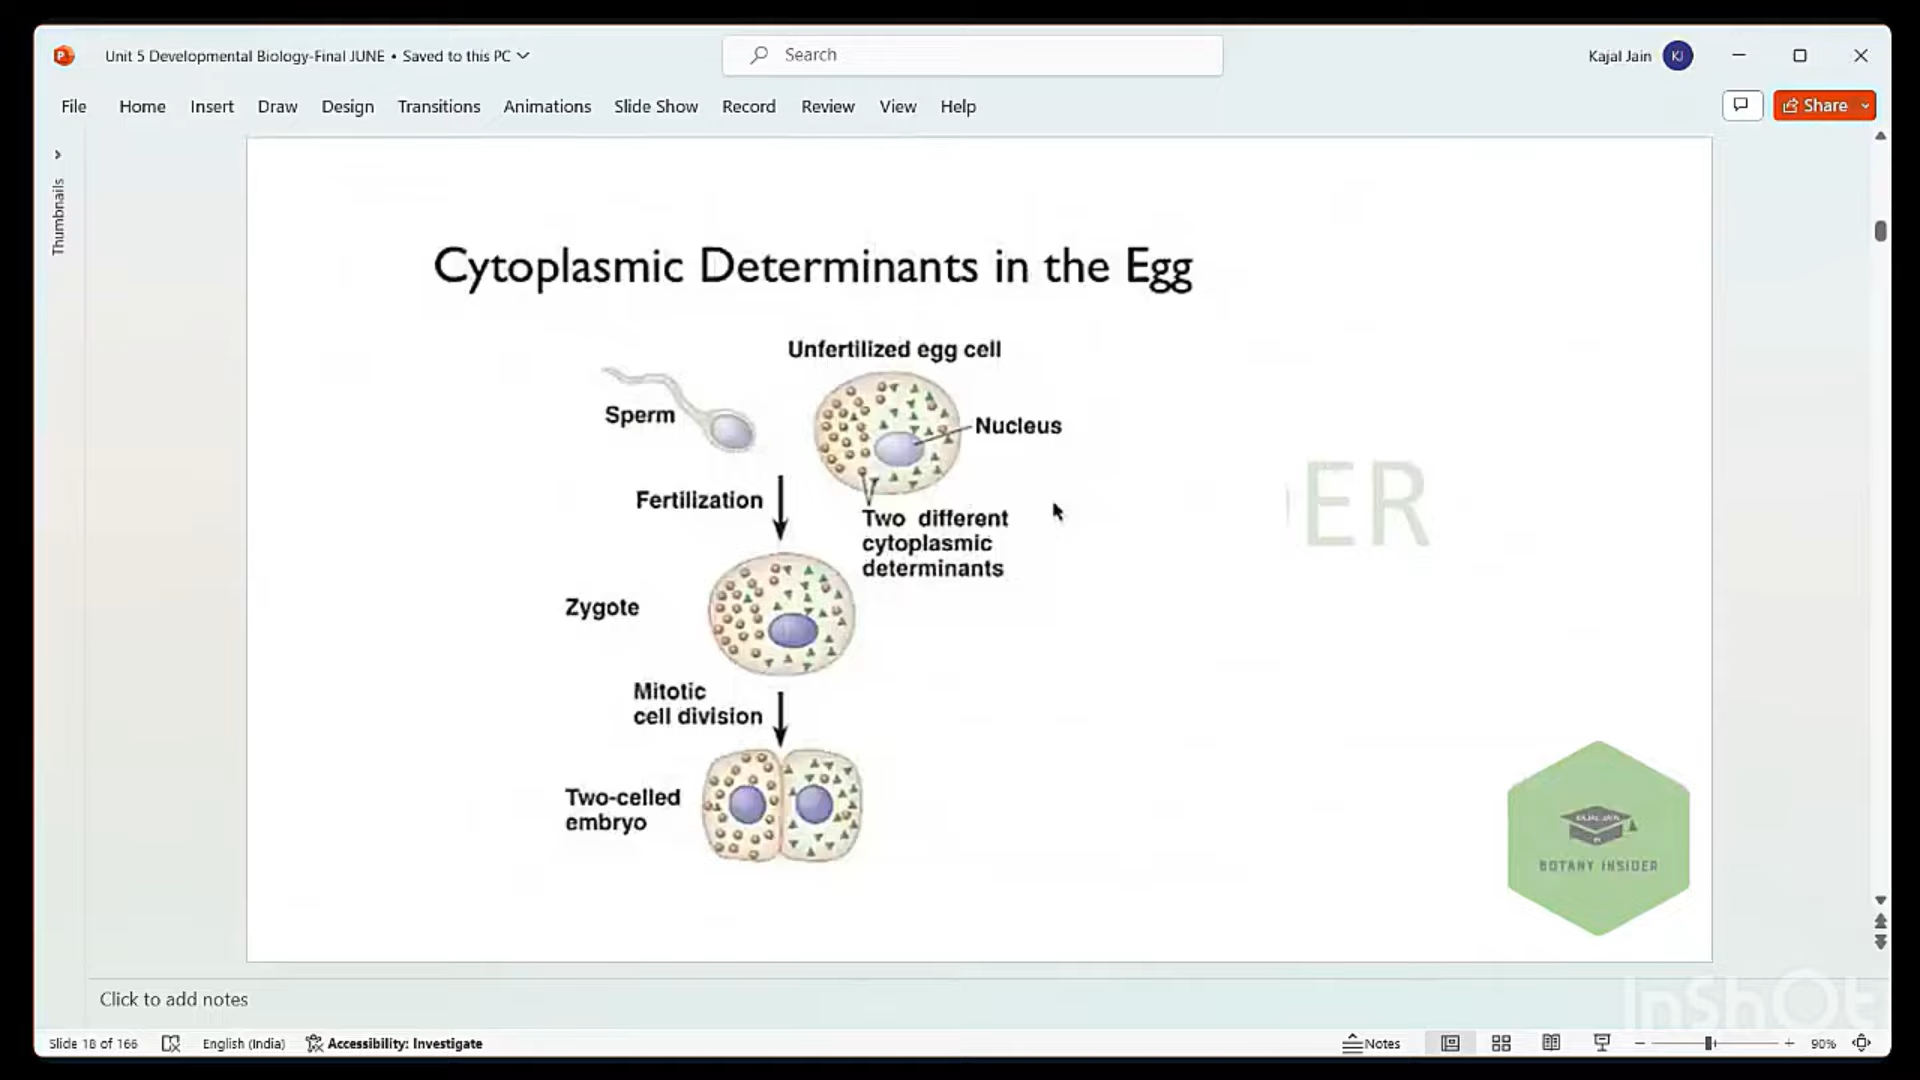 Unit 5 Developmental Biology-Final JUNE • Saved to this PC
Search
Kajal Jain
KJ
File Home Insert Draw Design Transitions Animations Slide Show Record Review View Help
Share
Thumbnails
Cytoplasmic Determinants in the Egg
Unfertilized egg cell
Sperm
Nucleus
Fertilization
Two different
cytoplasmic
determinants
ER
Zygote
Mitotic
cell division
Two-celled
embryo
KAJAL JAIN
BOTANY INSIDER
Click to add notes
InShOt
Slide 18 of 166
English (India)
Accessibility: Investigate
Notes
90%